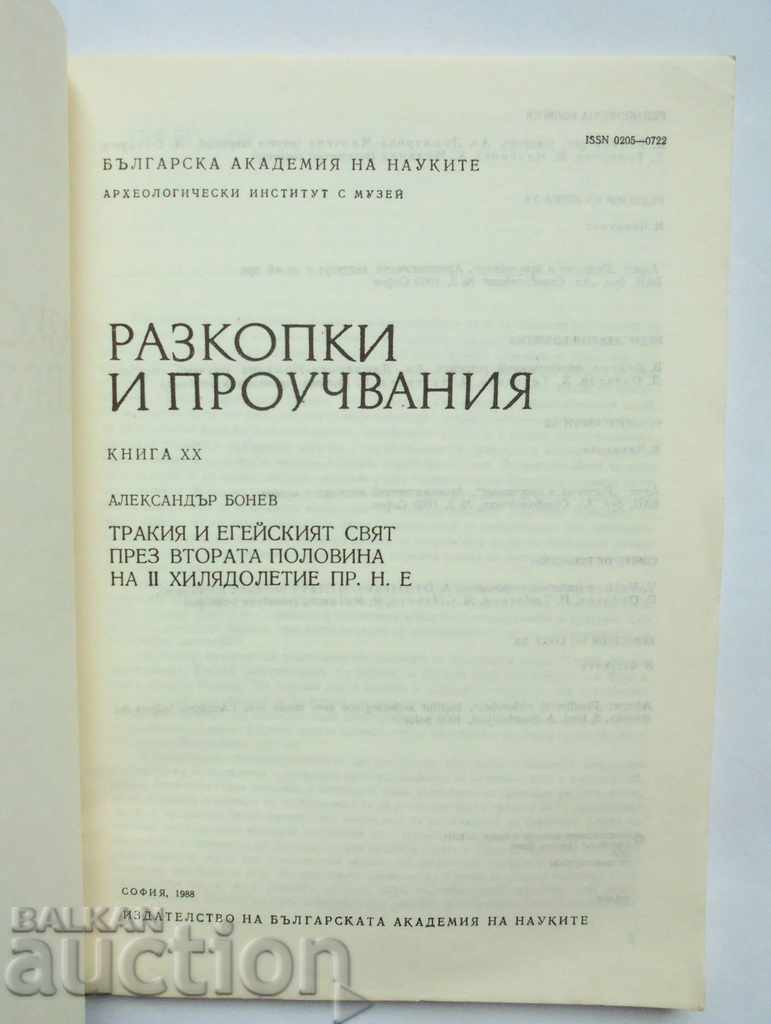 ISSN 0205—0722
БЪЛГАРСКА АКАДЕМИЯ НА НАУКИТЕ
АРХЕОЛОГИЧЕСКИ ИНСТИТУТ С МУЗЕЙ
РАЗКОПКИ
И ПРОУЧВАНИЯ
КНИГА XX
АЛЕКСАНДЪР БОНЕВ
ТРАКИЯ И ЕГЕЙСКИЯТ СВЯТ
ПРЕЗ ВТОРАТА ПОЛОВИНА
НА II ХИЛЯДОЛЕТИЕ ПР. Н. Е
СОФИЯ, 1988
ИЗДАТЕЛСТВО НА БЪЛГАРСКАТА АКАДЕМИЯ НА НАУКИТЕ
BALKAN
auction